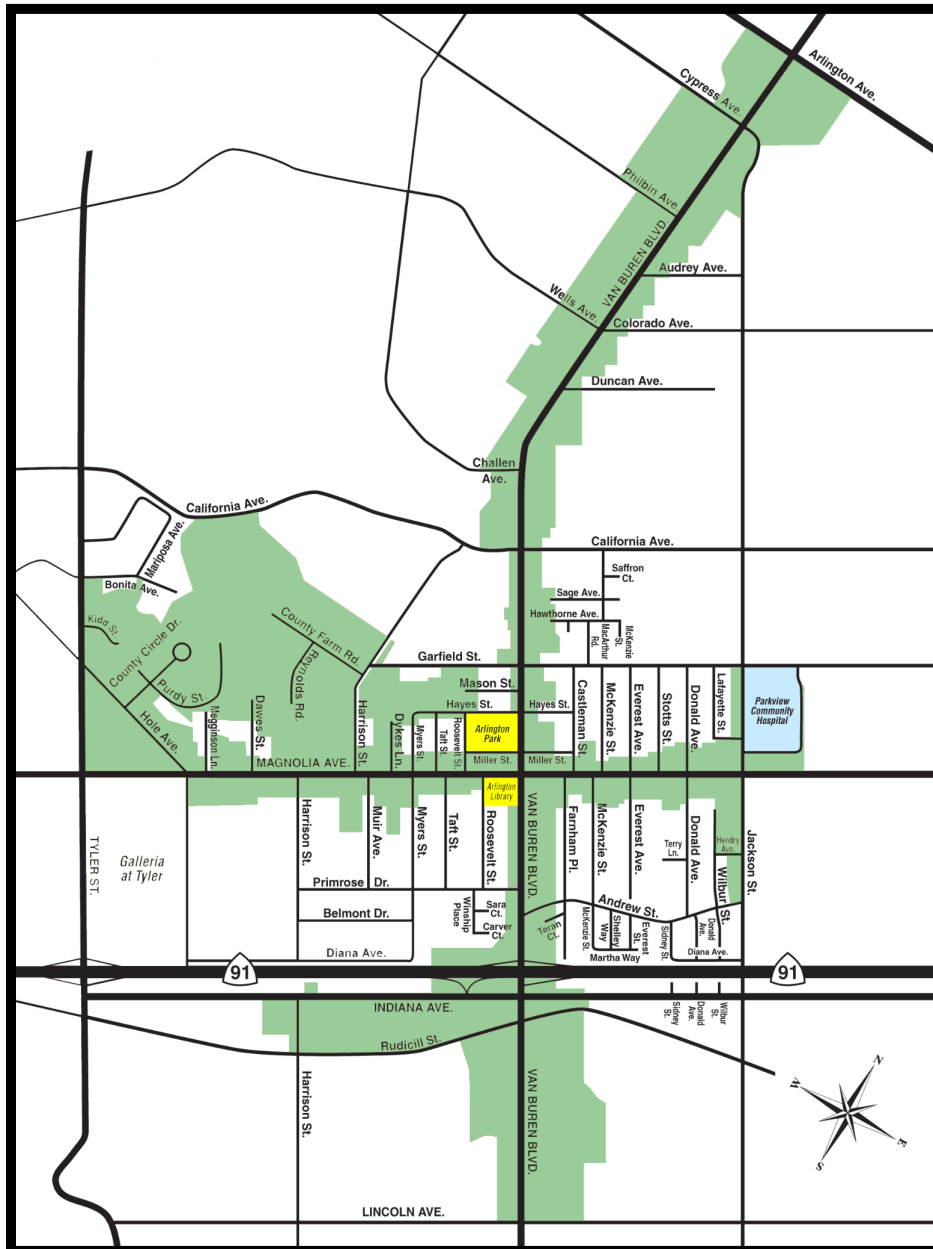 Arlington Ave.
Cypress Ave.
Philbin Ave.
VAN BUREN BLVD.
Audrey Ave.
Wells Ave.
Colorado Ave.
Duncan Ave.
Challen
Ave.
California Ave.
Mariposa Ave.
Bonita Ave.
California Ave.
Saffron
Ct.
Sage Ave.
Hawthorne Ave.
MacArthur
Rd.
McKenzie
St.
Kidd St.
County Circle Dr.
Purdy St.
Hole Ave.
County Farm Rd.
Reynolds Rd.
Garfield St.
Mason St.
Hayes St.
Hayes St.
Megginson Ln.
Dawes St.
Harrison St.
Dykes Ln.
Myers St.
Taft St.
Roosevelt St.
Arlington
Park
Miller St.
Miller St.
Castleman St.
McKenzie St.
Everest Ave.
Stotts St.
Donald Ave.
Lafayette St.
Parkview
Community
Hospital
MAGNOLIA AVE.
Arlington
Library
TYLER ST.
Galleria
at Tyler
Harrison St.
Muir Ave.
Myers St.
Taft St.
Roosevelt St.
VAN BUREN BLVD.
Farnham Pl.
McKenzie St.
Everest Ave.
Terry
Ln.
Donald Ave.
Hendry
Ave.
Wilbur St.
Jackson St.
Primrose Dr.
Belmont Dr.
Winship
Place
Sara
Ct.
Carver
Ct.
Andrew St.
Teran
Ct.
McKenzie St.
Shelley
Way
Everest
St.
Sidney St.
Donald
Ave.
Diana Ave.
Martha Way
Diana Ave.
91
91
INDIANA AVE.
Sidney
St.
Donald
Ave.
Wilbur
St.
Rudicill St.
Harrison St.
VAN BUREN BLVD.
N
W
E
S
LINCOLN AVE.